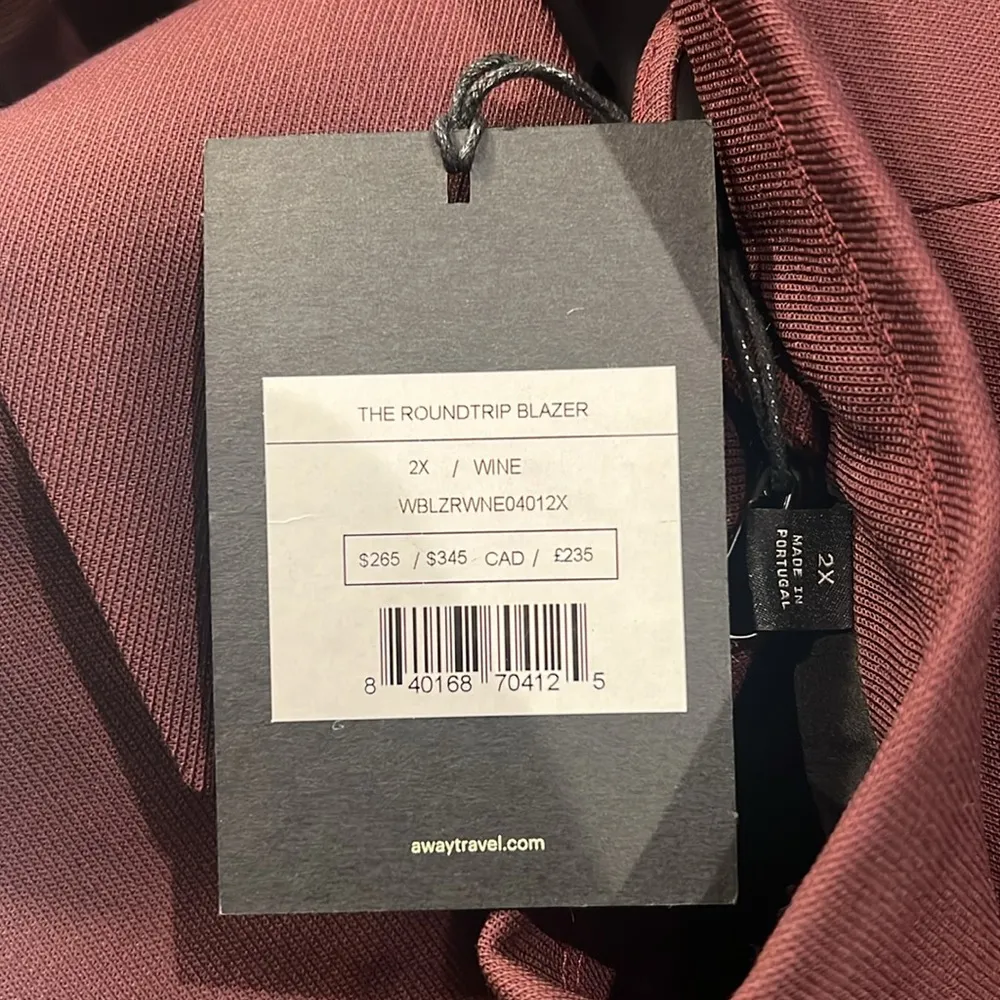 THE ROUNDTRIP BLAZER
2X / WINE
WBLZRWNE04012X
$265 / $345 CAD / £235
8 40168 70412 5
awaytravel.com
2X
MADE IN
PORTUGAL